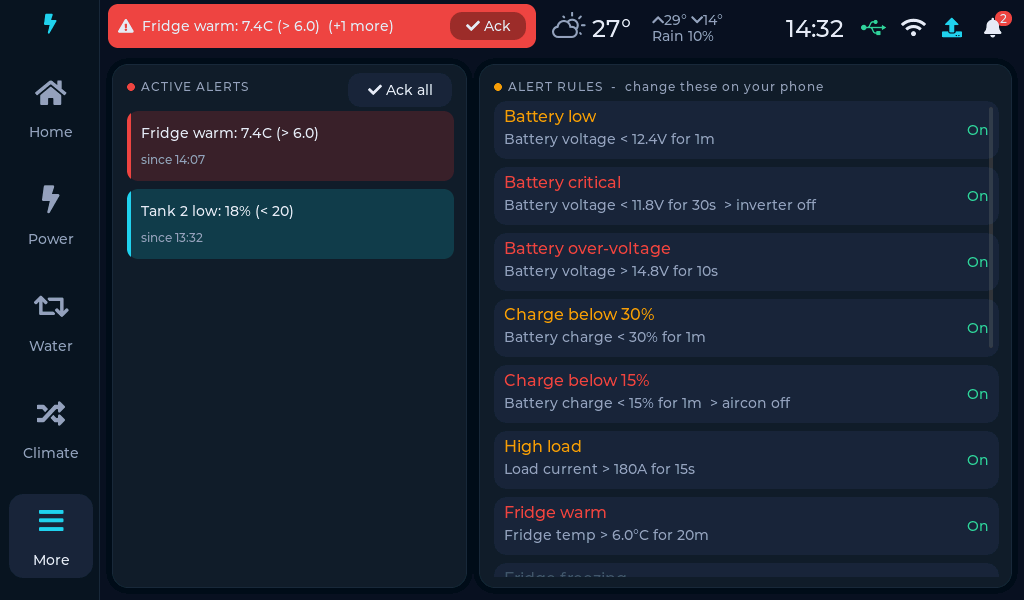 Fridge warm: 7.4C (> 6.0)  (+1 more)
Ack
27°
29° 14°
Rain 10%
14:32
2
Home
Power
Water
Climate
More
ACTIVE ALERTS
Ack all
Fridge warm: 7.4C (> 6.0)
since 14:07
Tank 2 low: 18% (< 20)
since 13:32
ALERT RULES  -  change these on your phone
Battery low
Battery voltage < 12.4V for 1m
On
Battery critical
Battery voltage < 11.8V for 30s  > inverter off
On
Battery over-voltage
Battery voltage > 14.8V for 10s
On
Charge below 30%
Battery charge < 30% for 1m
On
Charge below 15%
Battery charge < 15% for 1m  > aircon off
On
High load
Load current > 180A for 15s
On
Fridge warm
Fridge temp > 6.0°C for 20m
On
Fridge freezing